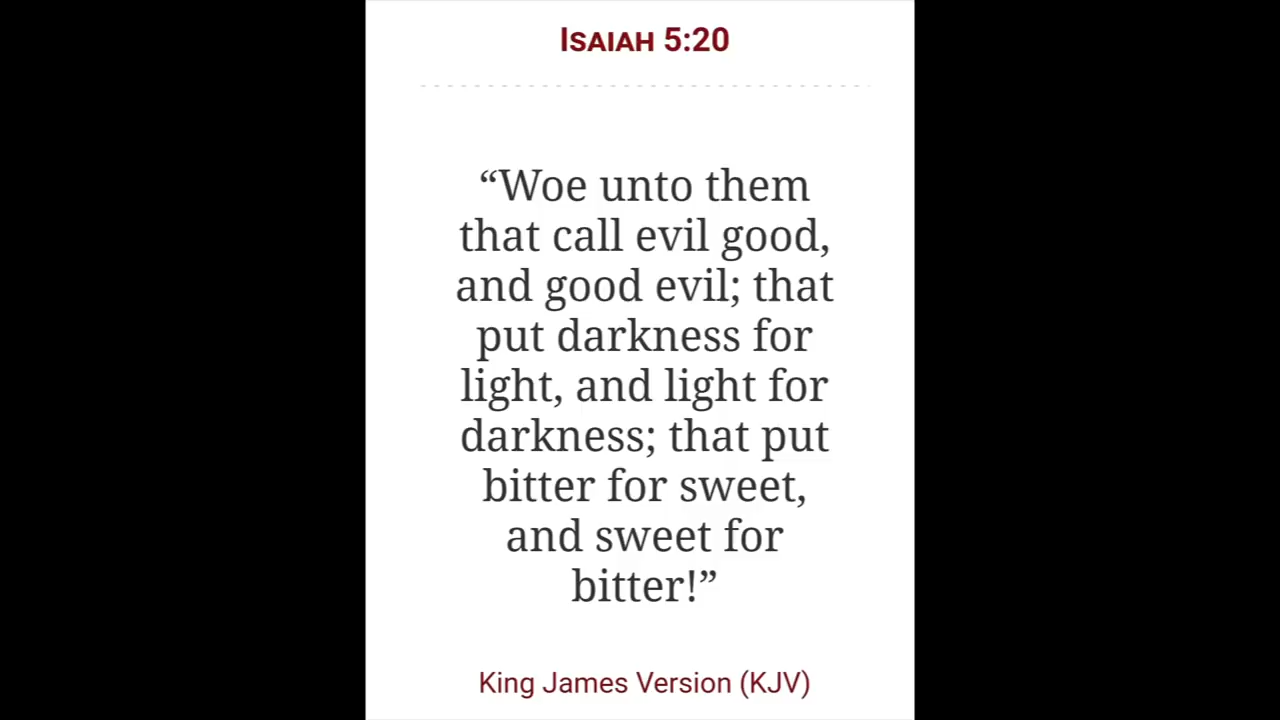 Isaiah 5:20
“Woe unto them
that call evil good,
and good evil; that
put darkness for
light, and light for
darkness; that put
bitter for sweet,
and sweet for
bitter!”
King James Version (KJV)